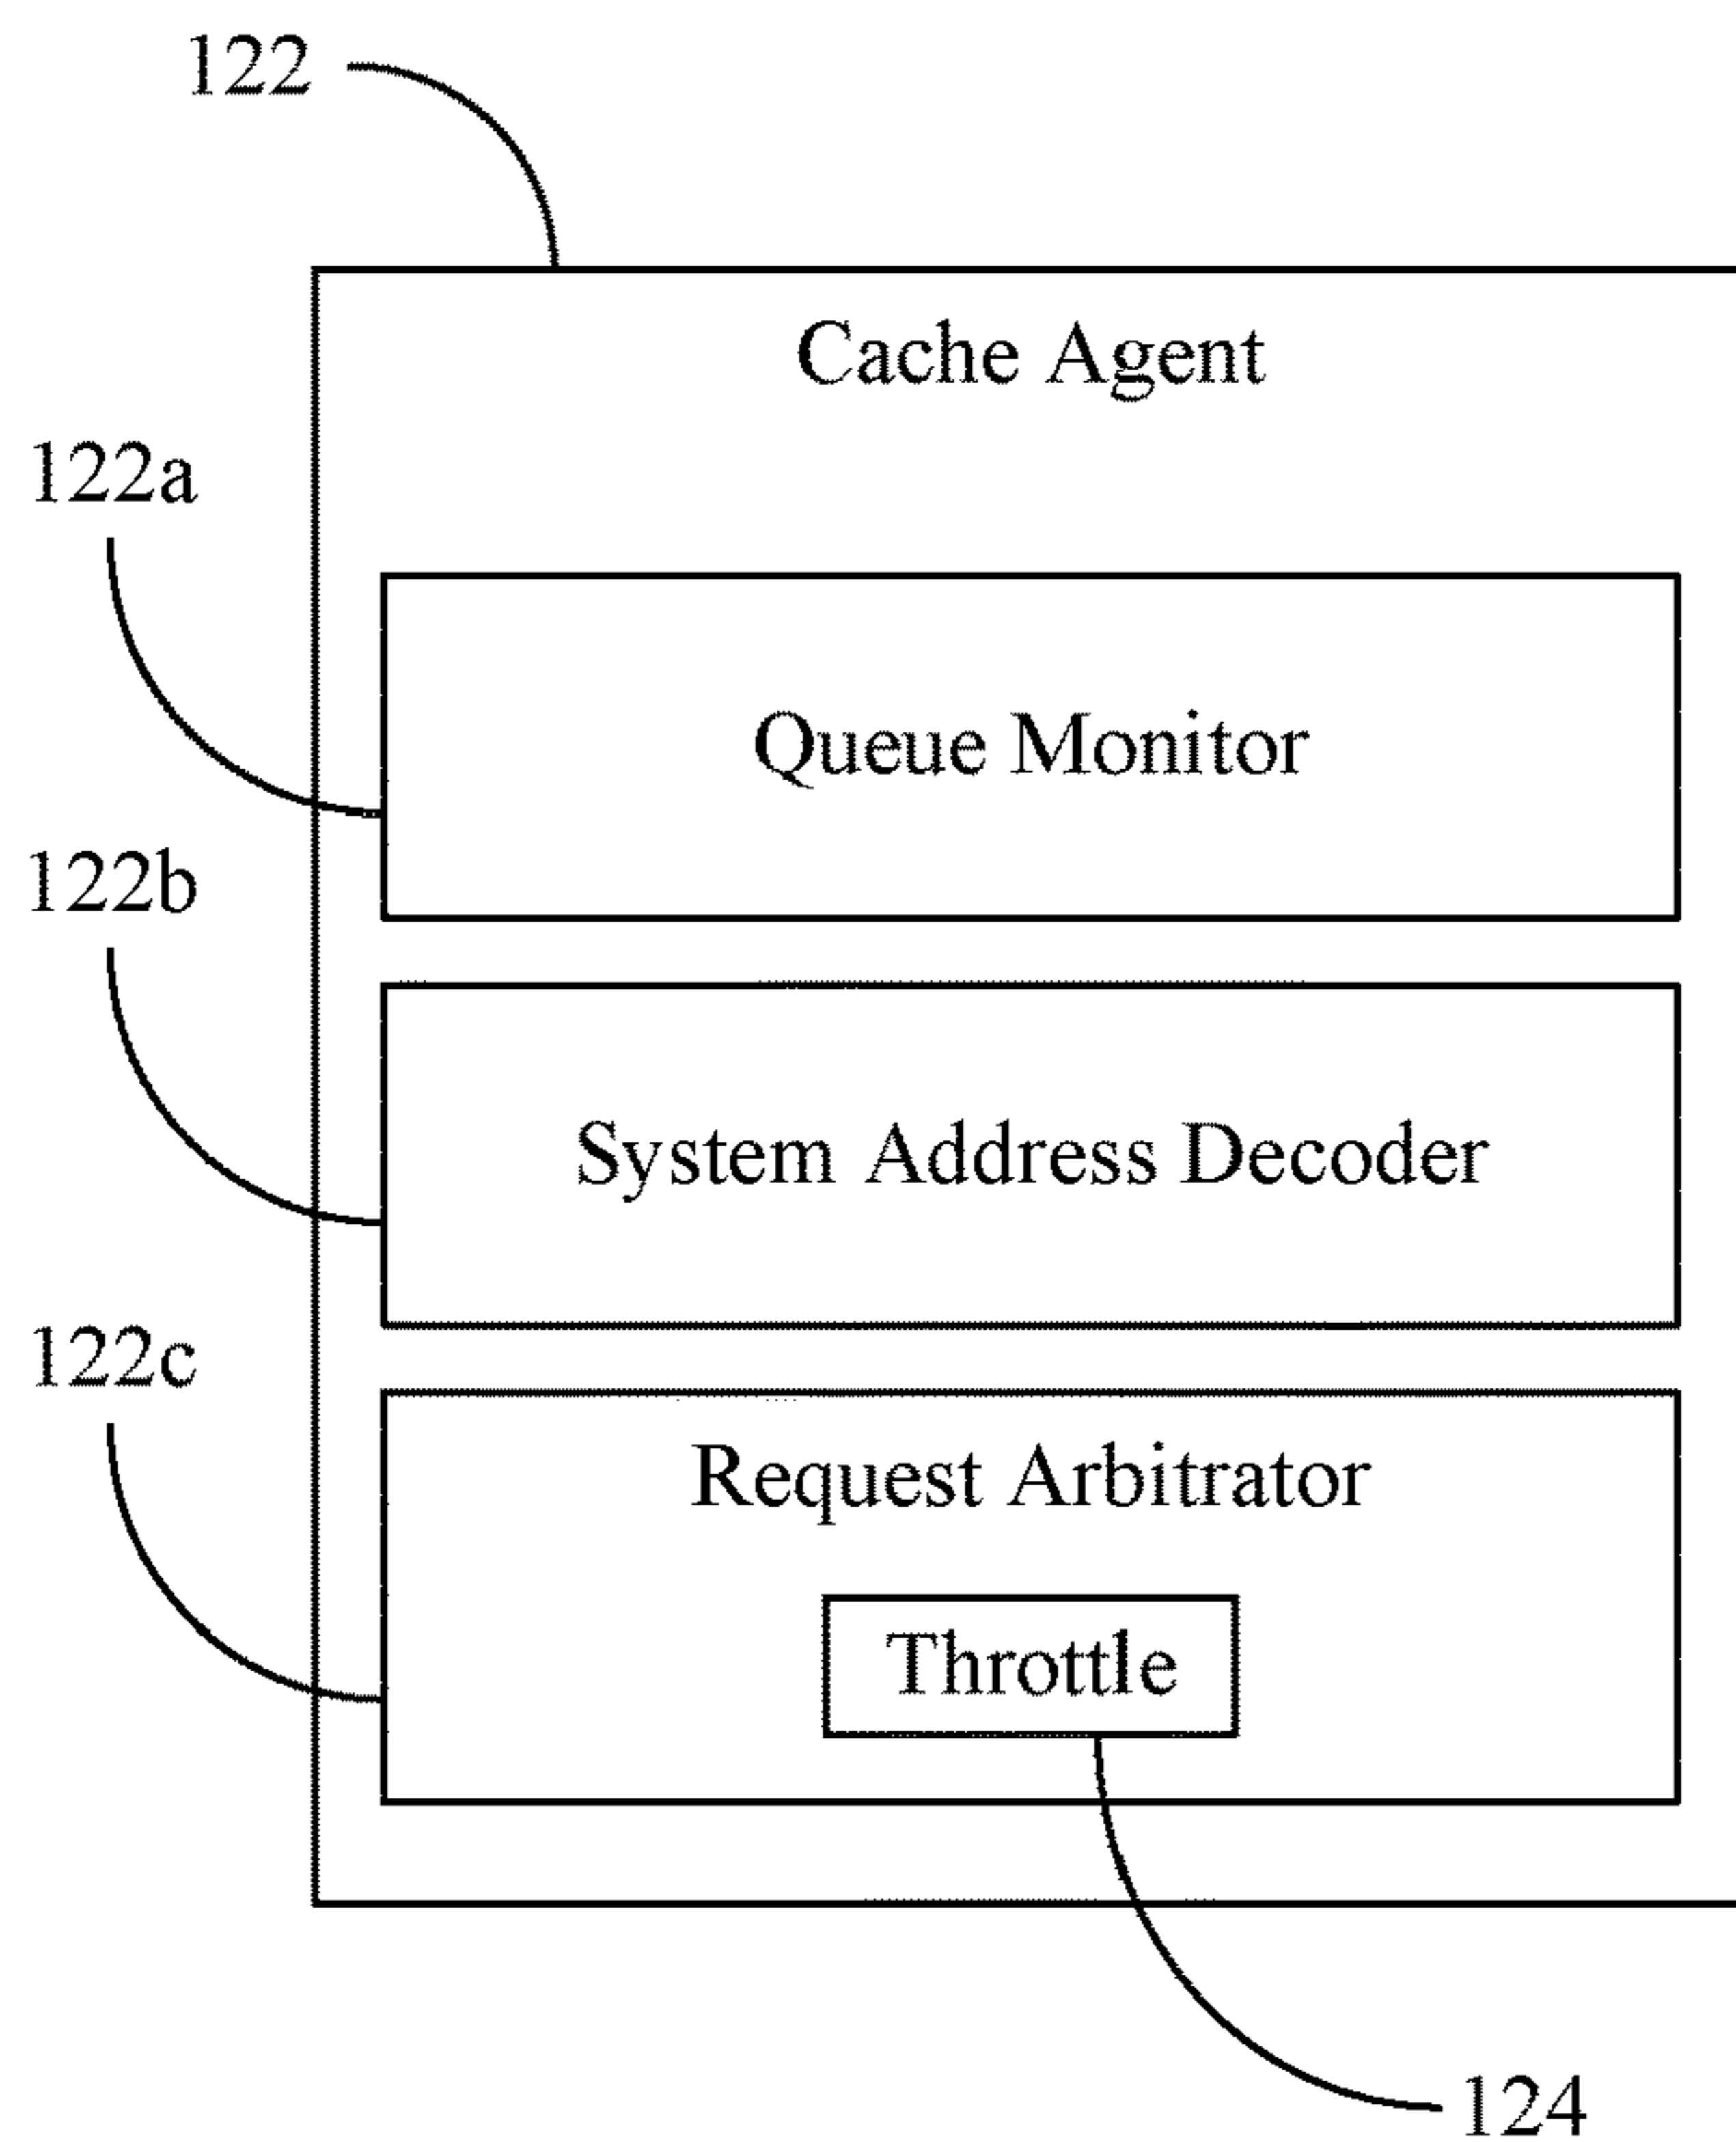 122
Cache Agent
122a
Queue Monitor
122b
System Address Decoder
122c
Request Arbitrator
Throttle
124